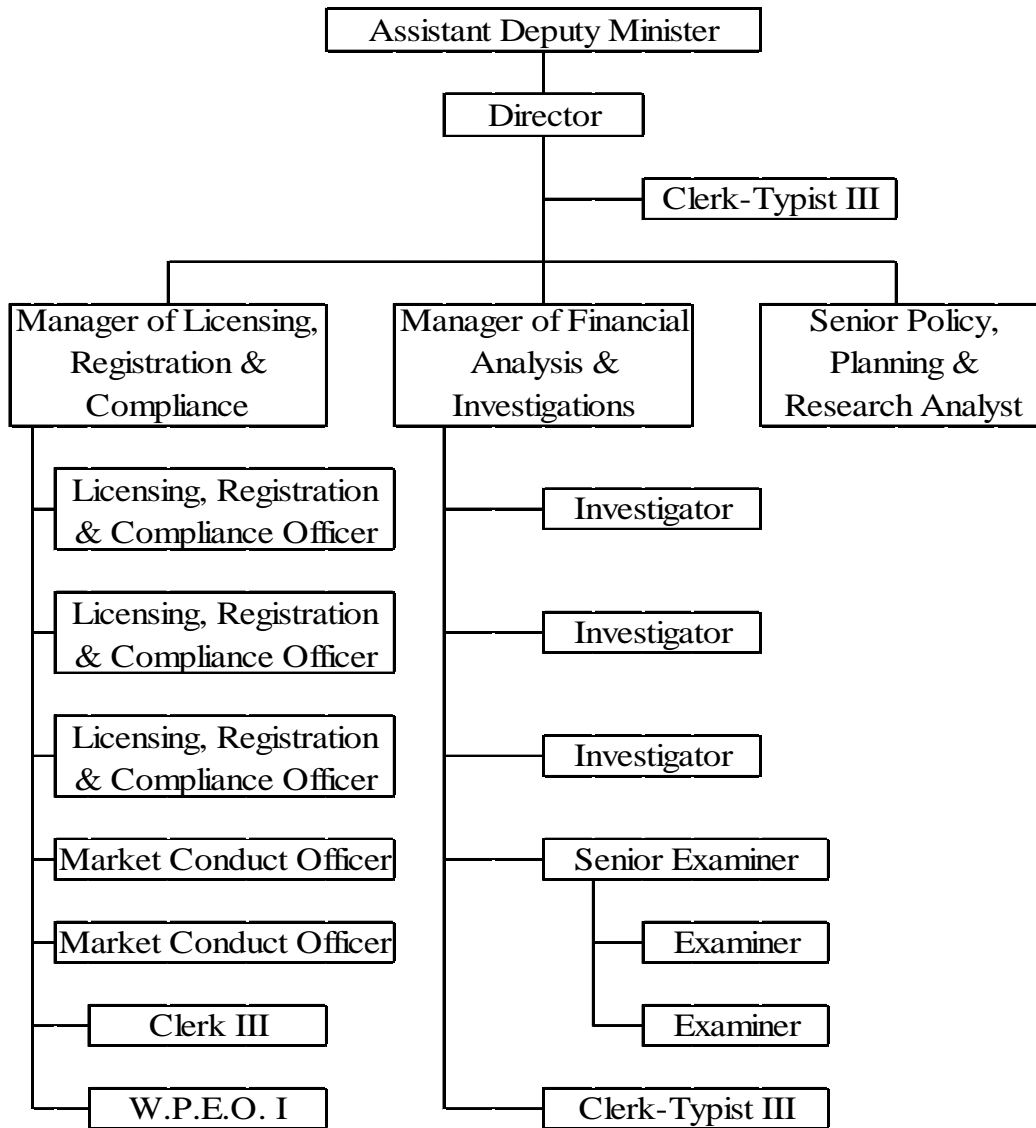 Assistant Deputy Minister
Director
Clerk-Typist III
Manager of Licensing,
Registration &
Compliance
Manager of Financial
Analysis &
Investigations
Senior Policy,
Planning &
Research Analyst
Licensing, Registration
& Compliance Officer
Licensing, Registration
& Compliance Officer
Licensing, Registration
& Compliance Officer
Market Conduct Officer
Market Conduct Officer
Clerk III
W.P.E.O. I
Investigator
Investigator
Investigator
Senior Examiner
Examiner
Examiner
Clerk-Typist III